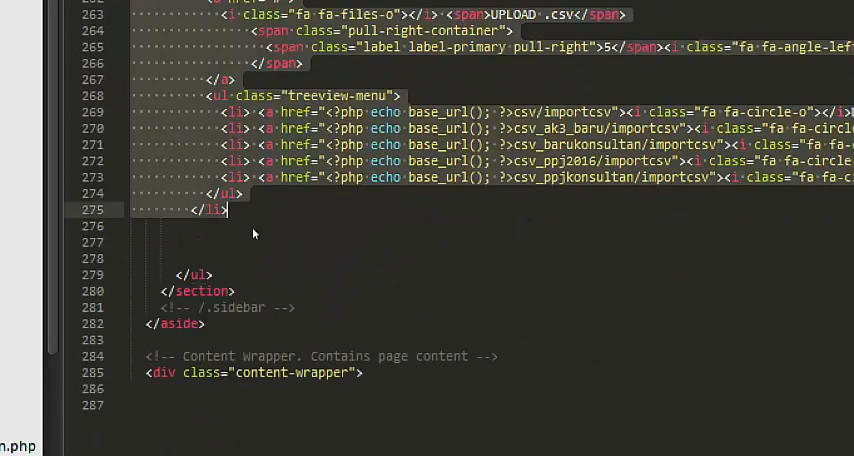 262 <a href="#">
263 <i class="fa fa-files-o"></i> <span>UPLOAD .csv</span>
264 <span class="pull-right-container">
265 <span class="label label-primary pull-right">5</span><i class="fa fa-angle-lef
266 </span>
267 </a>
268 <ul class="treeview-menu">
269 <li> <a href="<?php echo base_url(); ?>csv/importcsv"><i class="fa fa-circle-o"></i>
270 <li> <a href="<?php echo base_url(); ?>csv_ak3_baru/importcsv"><i class="fa fa-circl
271 <li> <a href="<?php echo base_url(); ?>csv_barukonsultan/importcsv"><i class="fa fa-
272 <li> <a href="<?php echo base_url(); ?>csv_ppj2016/importcsv"><i class="fa fa-circle
273 <li> <a href="<?php echo base_url(); ?>csv_ppjkonsultan/importcsv"><i class="fa fa-c
274 </ul>
275 </li>
276
277
278
279 </ul>
280 </section>
281 <!-- /.sidebar -->
282 </aside>
283
284 <!-- Content Wrapper. Contains page content -->
285 <div class="content-wrapper">
286
287
n.php